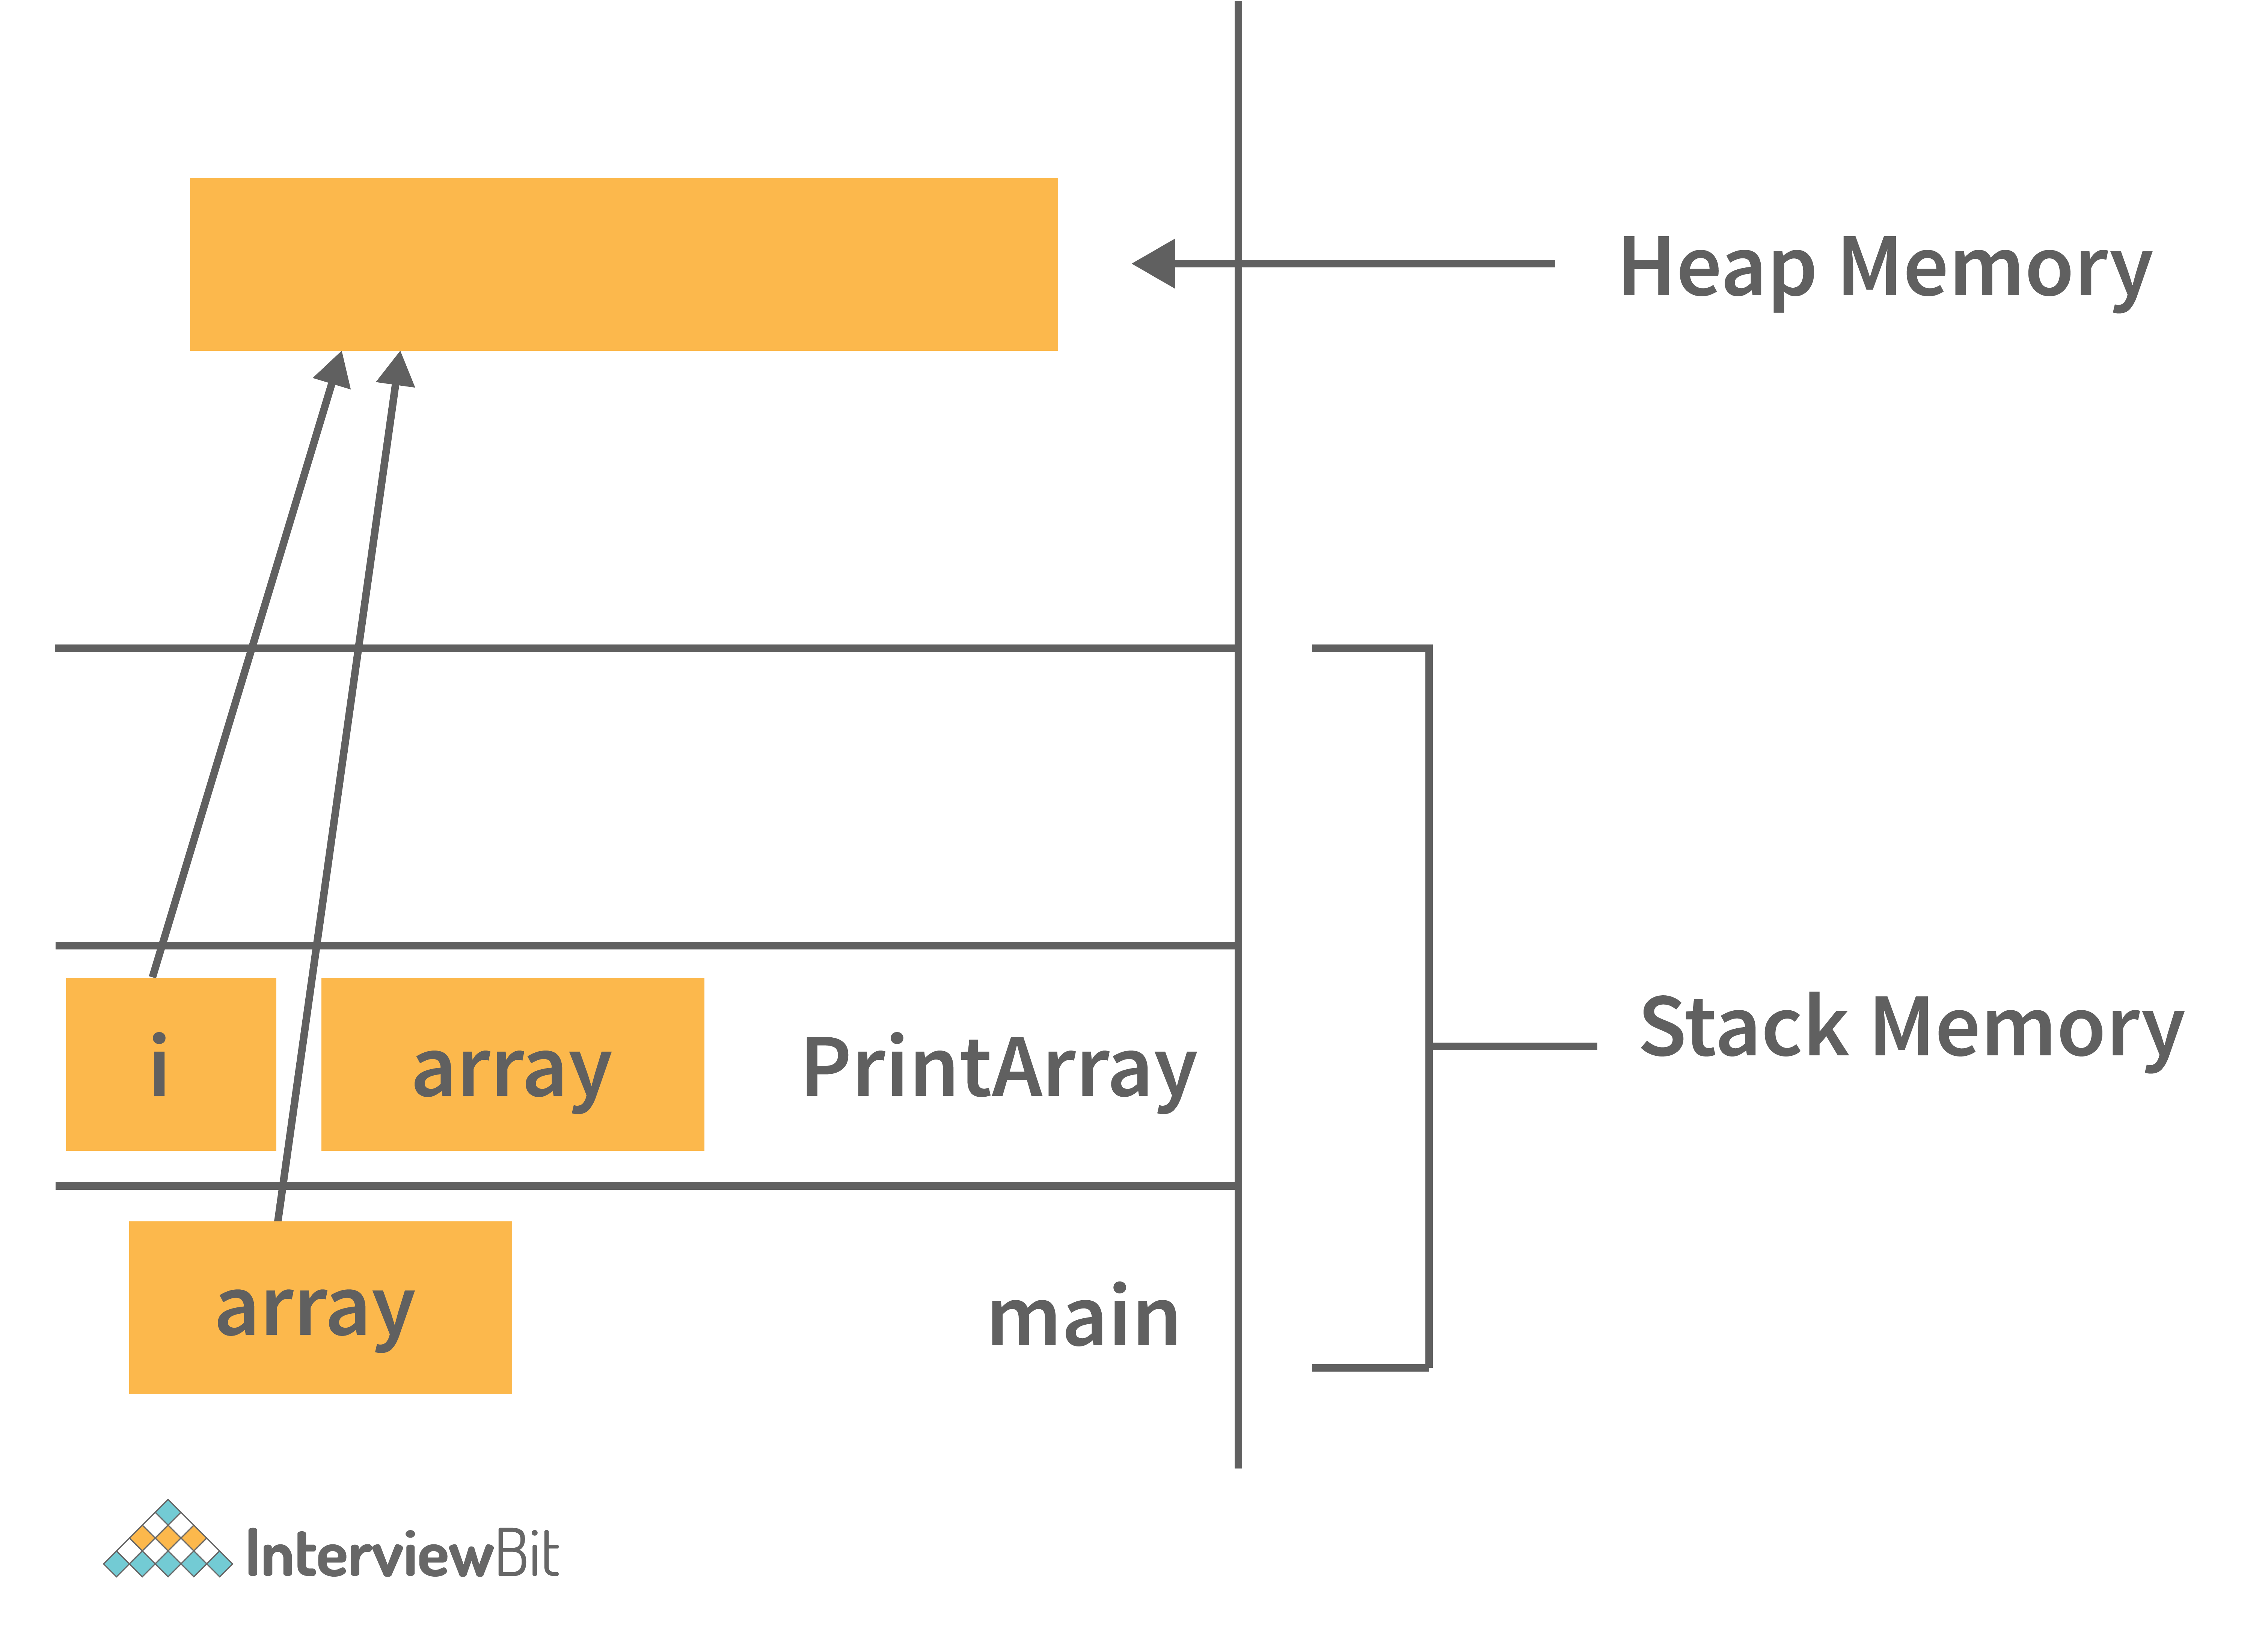 Heap Memory
i
array
PrintArray
Stack Memory
array
main
InterviewBit